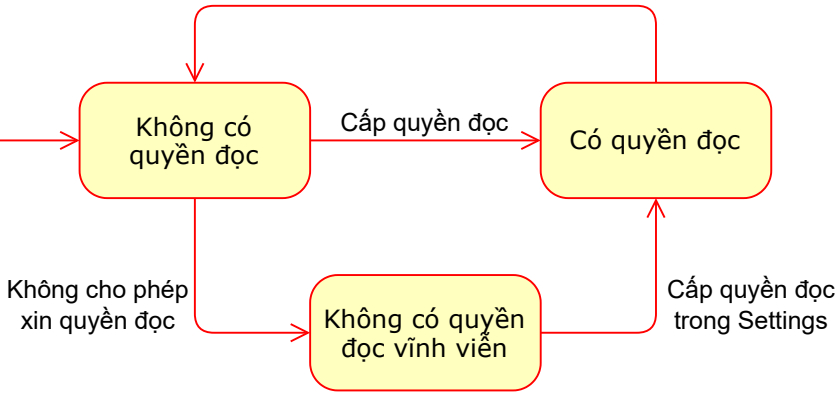 Không có
quyền đọc
Cấp quyền đọc
Có quyền đọc
Không cho phép
xin quyền đọc
Không có quyền
đọc vĩnh viễn
Cấp quyền đọc
trong Settings